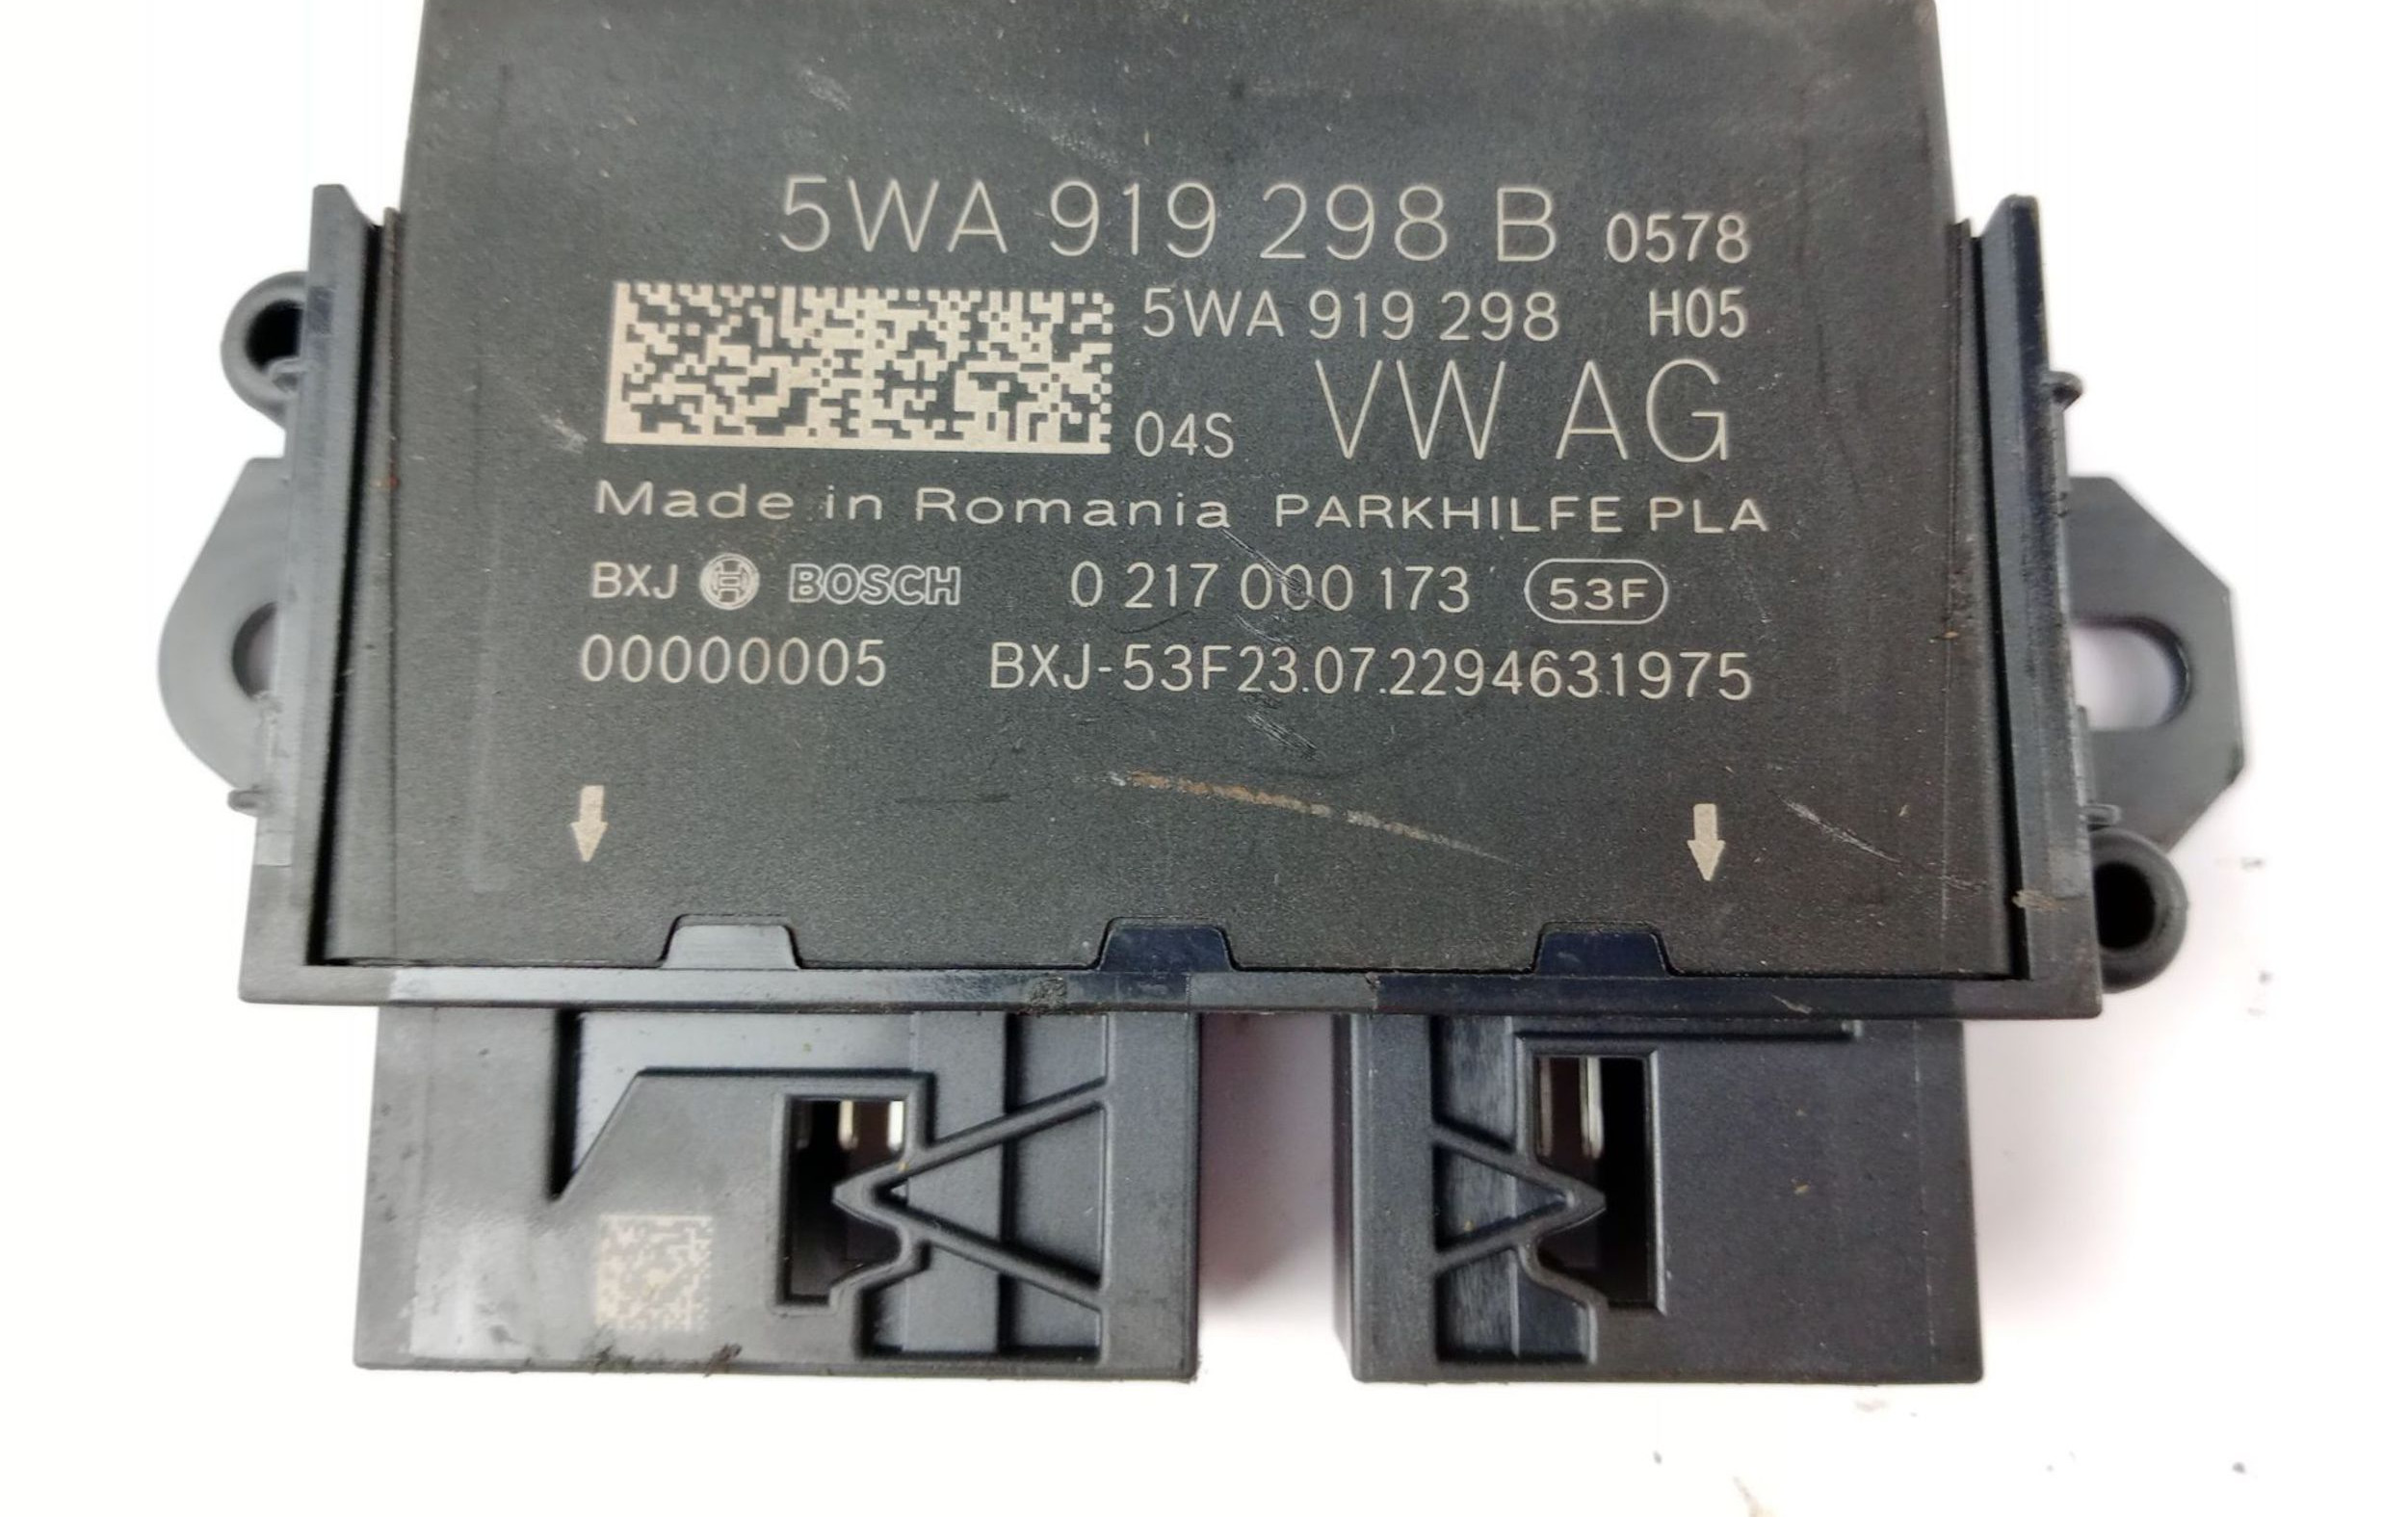 5WA 919 298 B 0578
5WA 919 298 H05
04S VW AG
Made in Romania PARKHILFE PLA
BXJ BOSCH 0 217 000 173 53F
00000005 BXJ-53F23.07.2294631975